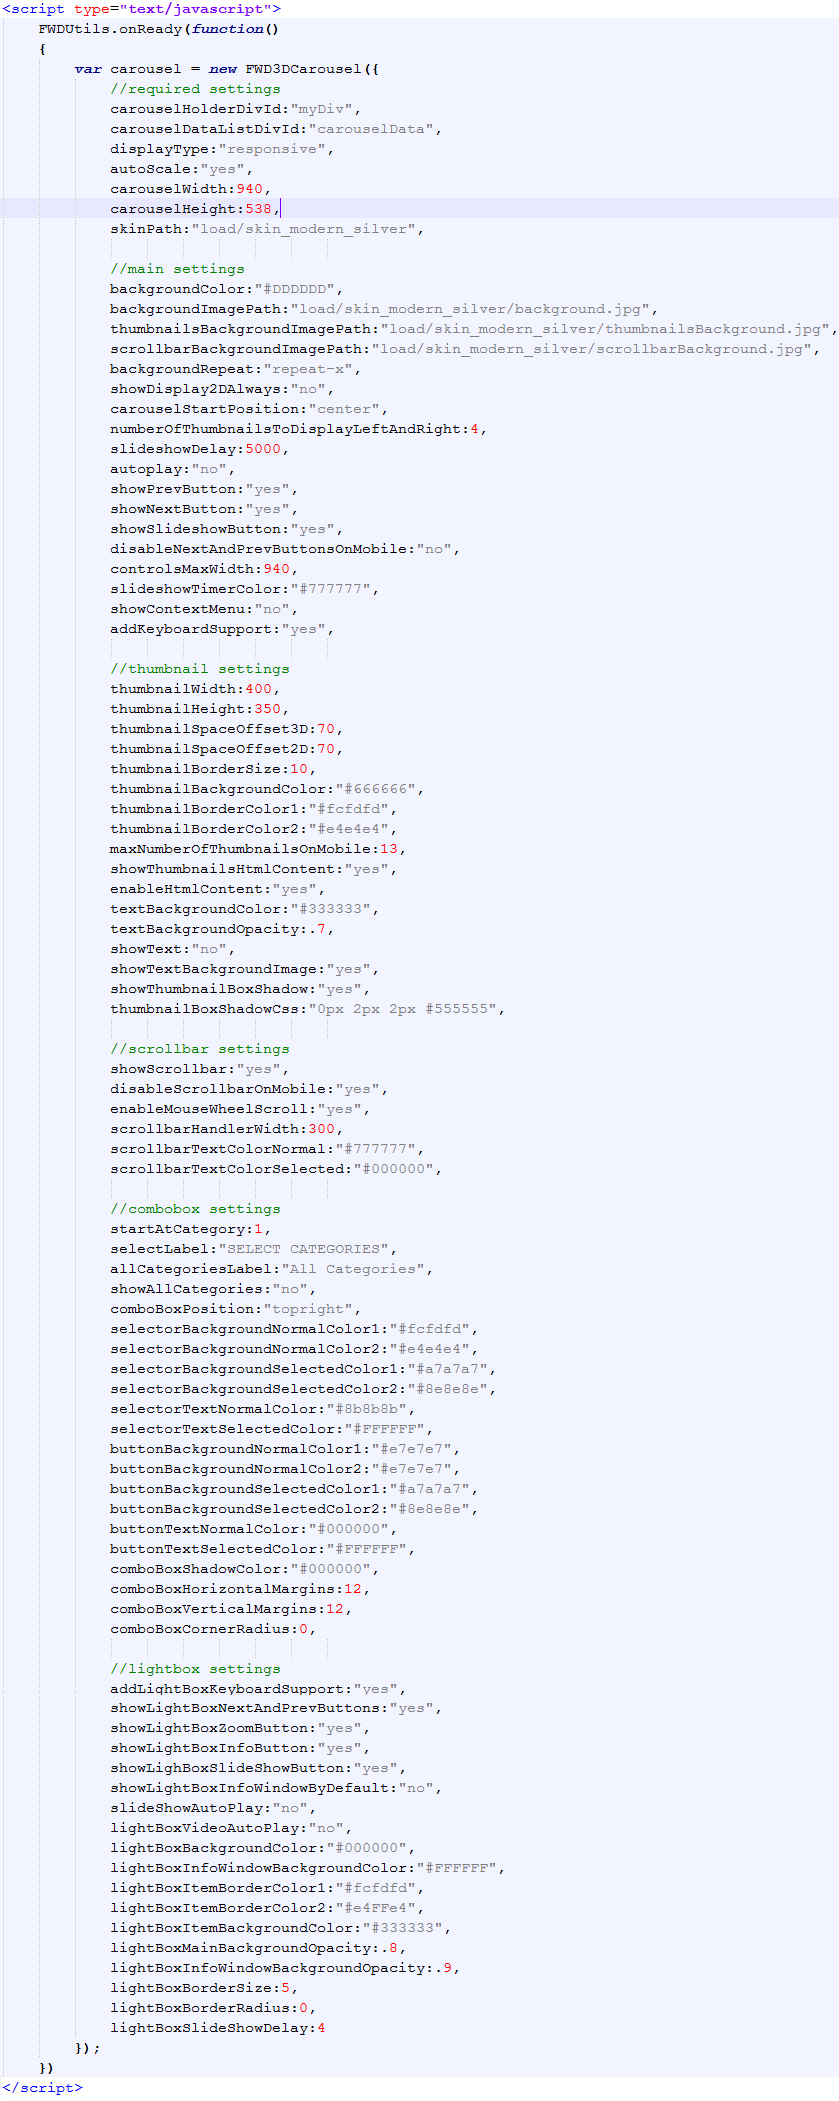 <script type="text/javascript">
FWDUtils.onReady(function()
{
var carousel = new FWD3DCarousel({
//required settings
carouselHolderDivId:"myDiv",
carouselDataListDivId:"carouselData",
displayType:"responsive",
autoScale:"yes",
carouselWidth:940,
carouselHeight:538,
skinPath:"load/skin_modern_silver",
//main settings
backgroundColor:"#DDDDDD",
backgroundImagePath:"load/skin_modern_silver/background.jpg",
thumbnailsBackgroundImagePath:"load/skin_modern_silver/thumbnailsBackground.jpg",
scrollbarBackgroundImagePath:"load/skin_modern_silver/scrollbarBackground.jpg",
backgroundRepeat:"repeat-x",
showDisplay2DAlways:"no",
carouselStartPosition:"center",
numberOfThumbnailsToDisplayLeftAndRight:4,
slideshowDelay:5000,
autoplay:"no",
showPrevButton:"yes",
showNextButton:"yes",
showSlideshowButton:"yes",
disableNextAndPrevButtonsOnMobile:"no",
controlsMaxWidth:940,
slideshowTimerColor:"#777777",
showContextMenu:"no",
addKeyboardSupport:"yes",
//thumbnail settings
thumbnailWidth:400,
thumbnailHeight:350,
thumbnailSpaceOffset3D:70,
thumbnailSpaceOffset2D:70,
thumbnailBorderSize:10,
thumbnailBackgroundColor:"#666666",
thumbnailBorderColor1:"#fcfdfd",
thumbnailBorderColor2:"#e4e4e4",
maxNumberOfThumbnailsOnMobile:13,
showThumbnailsHtmlContent:"yes",
enableHtmlContent:"yes",
textBackgroundColor:"#333333",
textBackgroundOpacity:.7,
showText:"no",
showTextBackgroundImage:"yes",
showThumbnailBoxShadow:"yes",
thumbnailBoxShadowCss:"0px 2px 2px #555555",
//scrollbar settings
showScrollbar:"yes",
disableScrollbarOnMobile:"yes",
enableMouseWheelScroll:"yes",
scrollbarHandlerWidth:300,
scrollbarTextColorNormal:"#777777",
scrollbarTextColorSelected:"#000000",
//combobox settings
startAtCategory:1,
selectLabel:"SELECT CATEGORIES",
allCategoriesLabel:"All Categories",
showAllCategories:"no",
comboBoxPosition:"topright",
selectorBackgroundNormalColor1:"#fcfdfd",
selectorBackgroundNormalColor2:"#e4e4e4",
selectorBackgroundSelectedColor1:"#a7a7a7",
selectorBackgroundSelectedColor2:"#8e8e8e",
selectorTextNormalColor:"#8b8b8b",
selectorTextSelectedColor:"#FFFFFF",
buttonBackgroundNormalColor1:"#e7e7e7",
buttonBackgroundNormalColor2:"#e7e7e7",
buttonBackgroundSelectedColor1:"#a7a7a7",
buttonBackgroundSelectedColor2:"#8e8e8e",
buttonTextNormalColor:"#000000",
buttonTextSelectedColor:"#FFFFFF",
comboBoxShadowColor:"#000000",
comboBoxHorizontalMargins:12,
comboBoxVerticalMargins:12,
comboBoxCornerRadius:0,
//lightbox settings
addLightBoxKeyboardSupport:"yes",
showLightBoxNextAndPrevButtons:"yes",
showLightBoxZoomButton:"yes",
showLightBoxInfoButton:"yes",
showLighBoxSlideShowButton:"yes",
showLightBoxInfoWindowByDefault:"no",
slideShowAutoPlay:"no",
lightBoxVideoAutoPlay:"no",
lightBoxBackgroundColor:"#000000",
lightBoxInfoWindowBackgroundColor:"#FFFFFF",
lightBoxItemBorderColor1:"#fcfdfd",
lightBoxItemBorderColor2:"#e4FFe4",
lightBoxItemBackgroundColor:"#333333",
lightBoxMainBackgroundOpacity:.8,
lightBoxInfoWindowBackgroundOpacity:.9,
lightBoxBorderSize:5,
lightBoxBorderRadius:0,
lightBoxSlideShowDelay:4
});
})
</script>